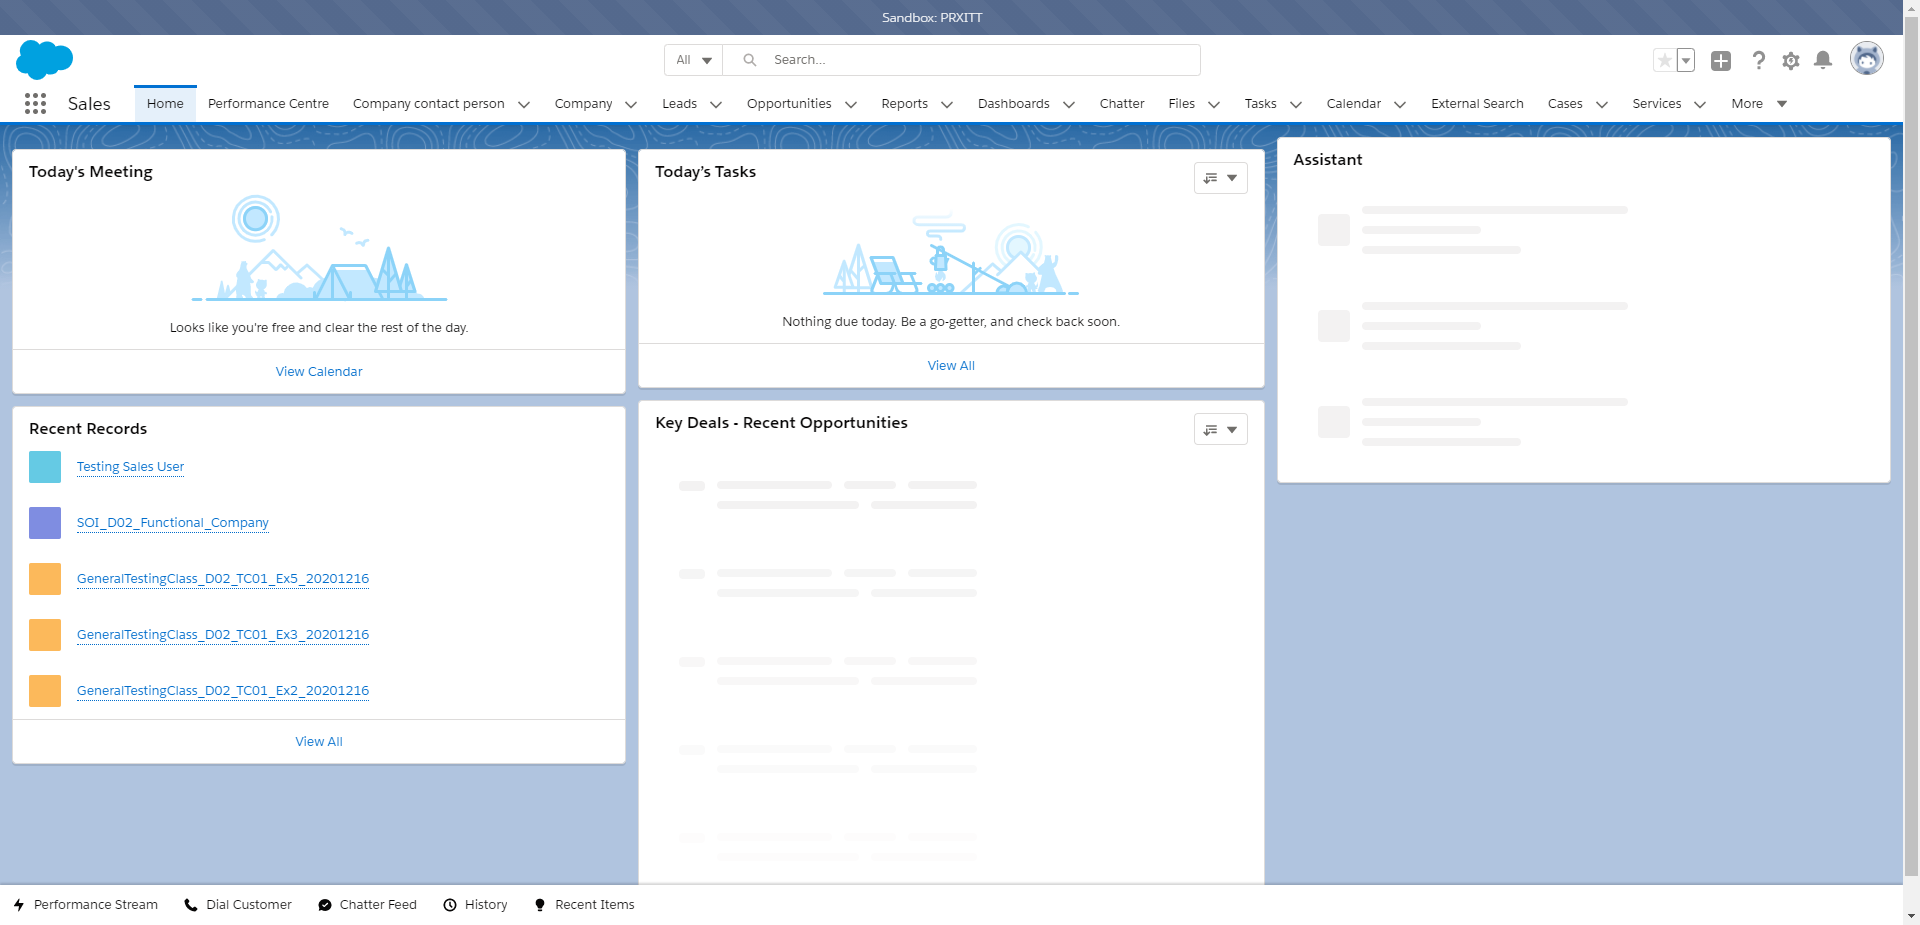 Sandbox: PRXITT
All
Search...
Sales
Home
Performance Centre
Company contact person
Company
Leads
Opportunities
Reports
Dashboards
Chatter
Files
Tasks
Calendar
External Search
Cases
Services
More
Today's Meeting
Looks like you're free and clear the rest of the day.
View Calendar
Recent Records
Testing Sales User
SOI_D02_Functional_Company
GeneralTestingClass_D02_TC01_Ex5_20201216
GeneralTestingClass_D02_TC01_Ex3_20201216
GeneralTestingClass_D02_TC01_Ex2_20201216
View All
Today's Tasks
Nothing due today. Be a go-getter, and check back soon.
View All
Key Deals - Recent Opportunities
Assistant
Performance Stream
Dial Customer
Chatter Feed
History
Recent Items